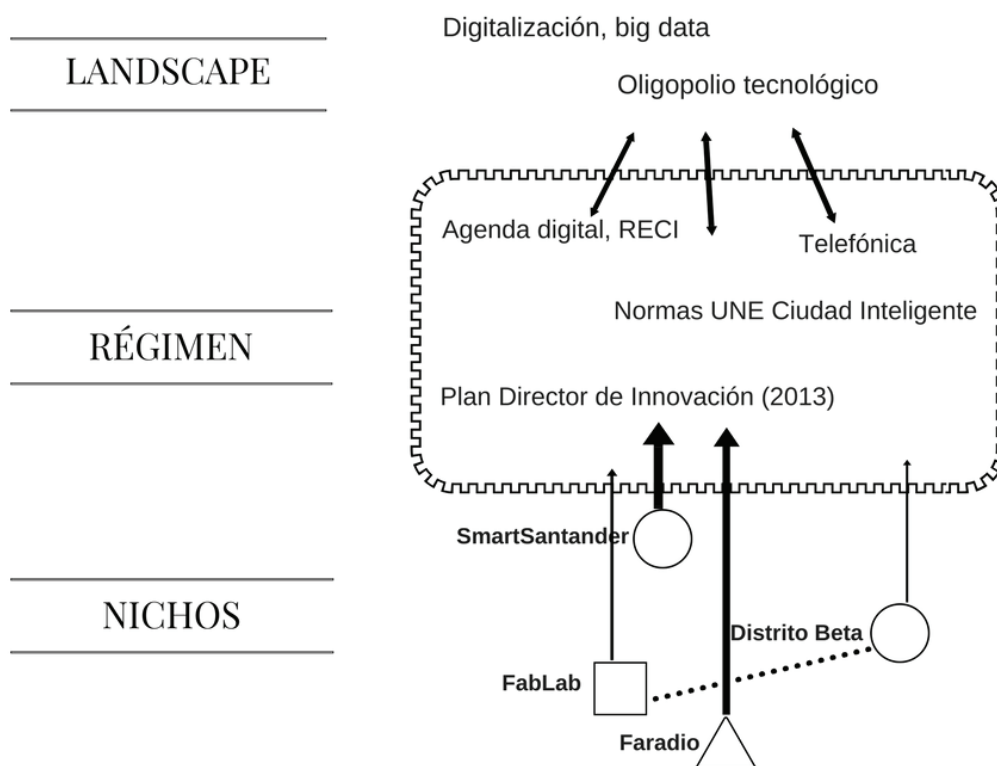 Digitalización, big data
LANDSCAPE
Oligopolio tecnológico
Agenda digital, RECI
Telefónica
Normas UNE Ciudad Inteligente
RÉGIMEN
Plan Director de Innovación (2013)
SmartSantander
NICHOS
Distrito Beta
FabLab
Faradio